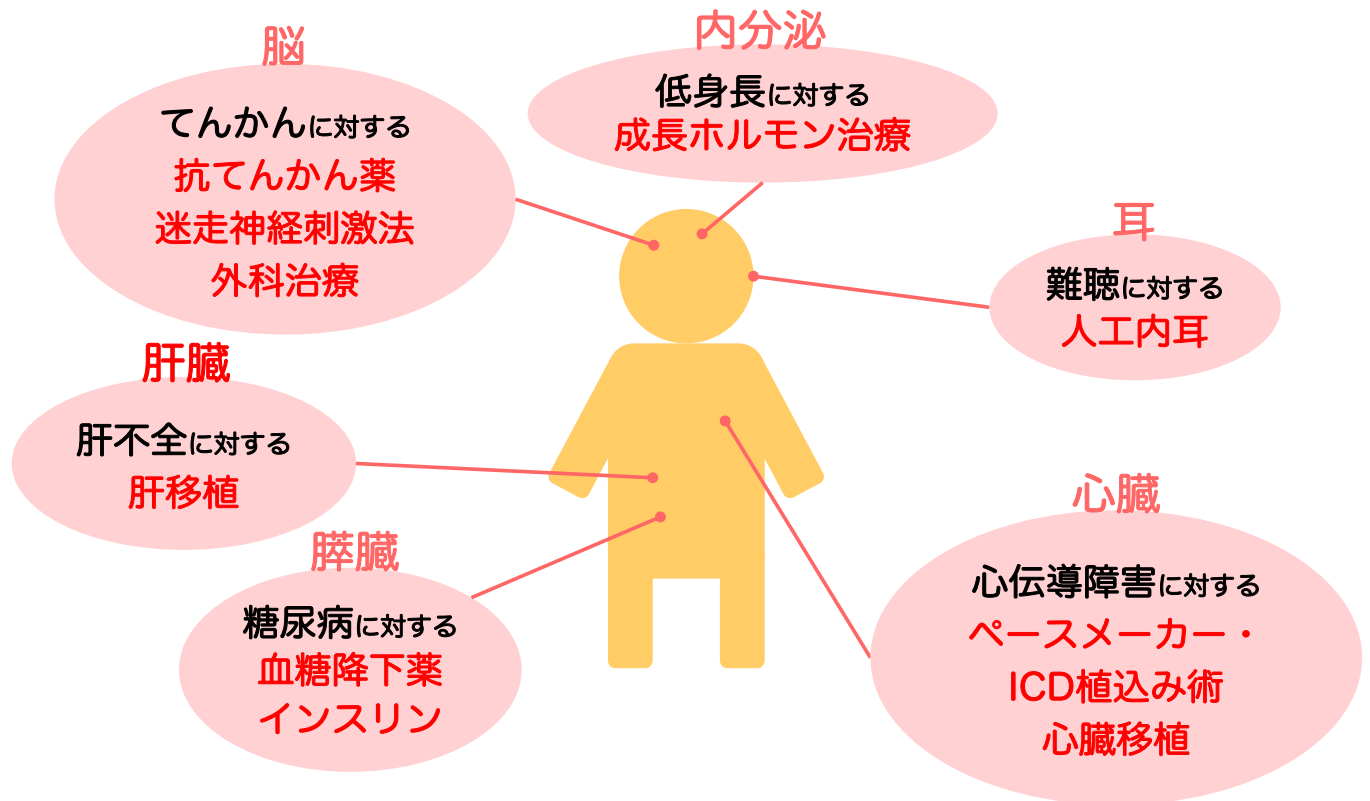 脳
てんかんに対する
抗てんかん薬
迷走神経刺激法
外科治療
内分泌
低身長に対する
成長ホルモン治療
耳
難聴に対する
人工内耳
肝臓
肝不全に対する
肝移植
膵臓
糖尿病に対する
血糖降下薬
インスリン
心臓
心伝導障害に対する
ペースメーカー・
ICD植込み術
心臓移植